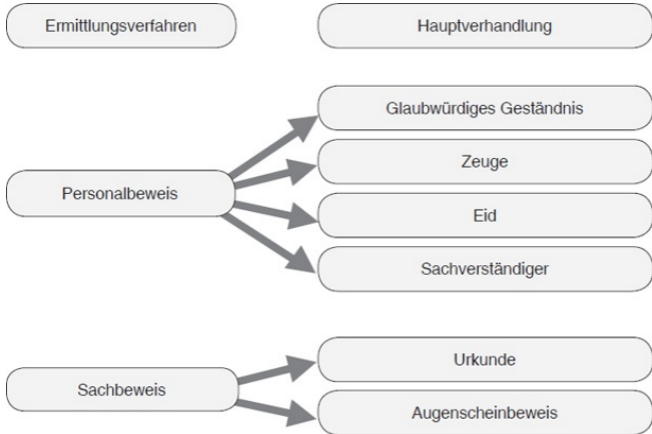 Ermittlungsverfahren
Hauptverhandlung
Glaubwürdiges Geständnis
Zeuge
Personalbeweis
Eid
Sachverständiger
Urkunde
Sachbeweis
Augenscheinbeweis